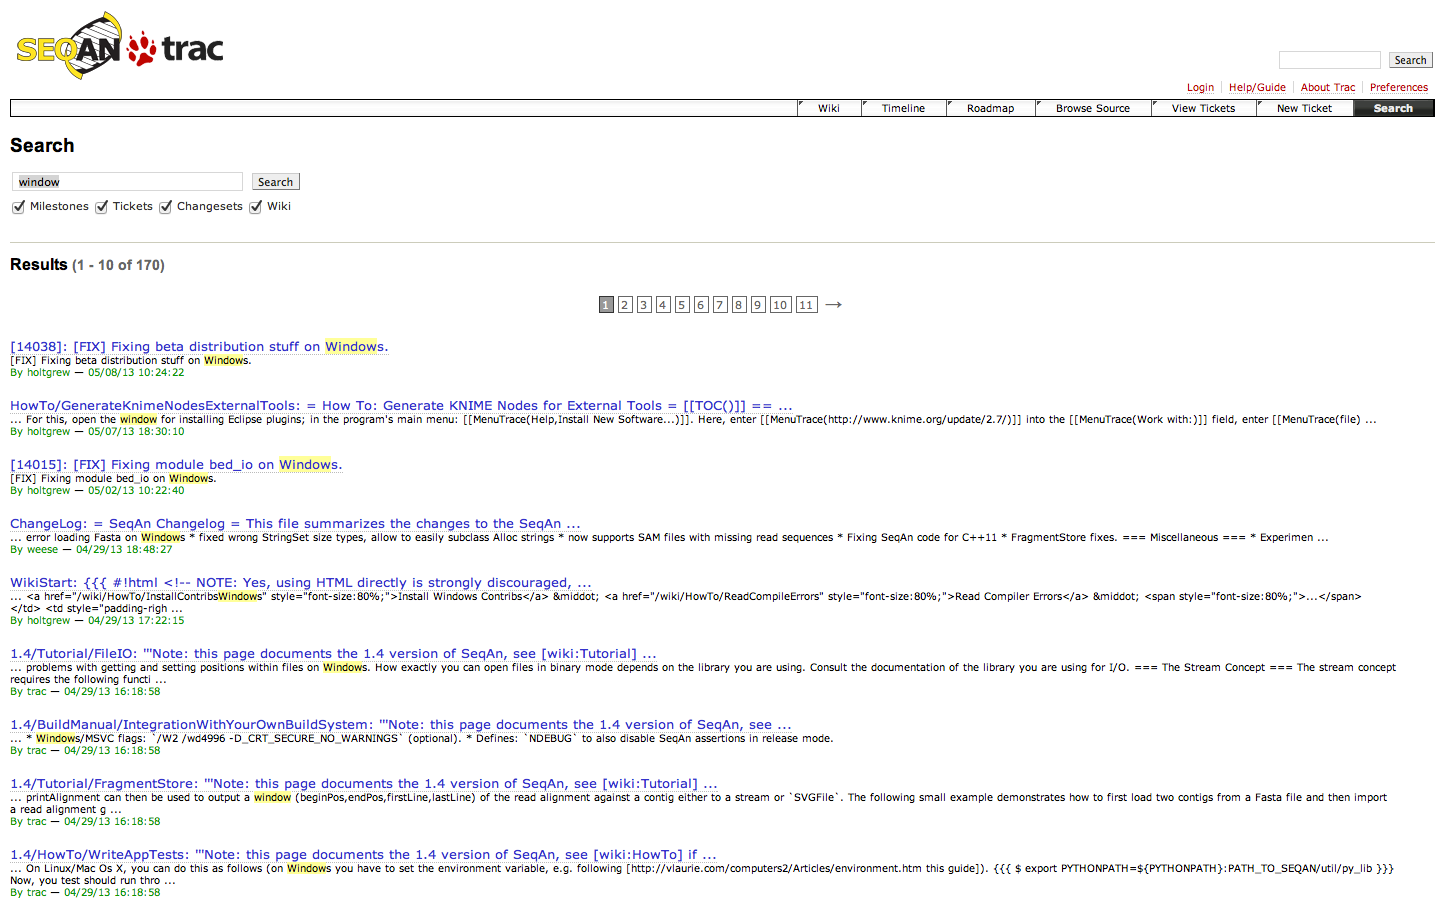 SEQAN trac
Search
Login Help/Guide About Trac Preferences
Wiki Timeline Roadmap Browse Source View Tickets New Ticket Search
Search
window Search
Milestones Tickets Changesets Wiki
Results (1 - 10 of 170)
1 2 3 4 5 6 7 8 9 10 11 →
[14038]: [FIX] Fixing beta distribution stuff on Windows.
[FIX] Fixing beta distribution stuff on Windows.
By holtgrew — 05/08/13 10:24:22
HowTo/GenerateKnimeNodesExternalTools: = How To: Generate KNIME Nodes for External Tools = [[TOC()]] == ...
... For this, open the window for installing Eclipse plugins; in the program's main menu: [[MenuTrace(Help,Install New Software...)]]. Here, enter [[MenuTrace(http://www.knime.org/update/2.7/)]] into the [[MenuTrace(Work with:)]] field, enter [[MenuTrace(file) ...
By holtgrew — 05/07/13 18:30:10
[14015]: [FIX] Fixing module bed_io on Windows.
[FIX] Fixing module bed_io on Windows.
By holtgrew — 05/02/13 10:22:40
ChangeLog: = SeqAn Changelog = This file summarizes the changes to the SeqAn ...
... error loading Fasta on Windows * fixed wrong StringSet size types, allow to easily subclass Alloc strings * now supports SAM files with missing read sequences * Fixing SeqAn code for C++11 * FragmentStore fixes. === Miscellaneous === * Experimen ...
By weese — 04/29/13 18:48:27
WikiStart: {{{ #!html <!-- NOTE: Yes, using HTML directly is strongly discouraged, ...
... <a href="/wiki/HowTo/InstallContribsWindows" style="font-size:80%;">Install Windows Contribs</a> &middot; <a href="/wiki/HowTo/ReadCompileErrors" style="font-size:80%;">Read Compiler Errors</a> &middot; <span style="font-size:80%;">...</span>
</td> <td style="padding-righ ...
By holtgrew — 04/29/13 17:22:15
1.4/Tutorial/FileIO: '''Note: this page documents the 1.4 version of SeqAn, see [wiki:Tutorial] ...
... problems with getting and setting positions within files on Windows. How exactly you can open files in binary mode depends on the library you are using. Consult the documentation of the library you are using for I/O. === The Stream Concept === The stream concept
requires the following functi ...
By trac — 04/29/13 16:18:58
1.4/BuildManual/IntegrationWithYourOwnBuildSystem: '''Note: this page documents the 1.4 version of SeqAn, see ...
... * Windows/MSVC flags: `/W2 /wd4996 -D_CRT_SECURE_NO_WARNINGS` (optional). * Defines: `NDEBUG` to also disable SeqAn assertions in release mode.
By trac — 04/29/13 16:18:58
1.4/Tutorial/FragmentStore: '''Note: this page documents the 1.4 version of SeqAn, see [wiki:Tutorial] ...
... printAlignment can then be used to output a window (beginPos,endPos,firstLine,lastLine) of the read alignment against a contig either to a stream or `SVGFile`. The following small example demonstrates how to first load two contigs from a Fasta file and then import
a read alignment g ...
By trac — 04/29/13 16:18:58
1.4/HowTo/WriteAppTests: '''Note: this page documents the 1.4 version of SeqAn, see [wiki:HowTo] if ...
... On Linux/Mac Os X, you can do this as follows (on Windows you have to set the environment variable, e.g. following [http://vlaurie.com/computers2/Articles/environment.htm this guide]). {{{ $ export PYTHONPATH=${PYTHONPATH}:PATH_TO_SEQAN/util/py_lib }}}
Now, you test should run thro ...
By trac — 04/29/13 16:18:58